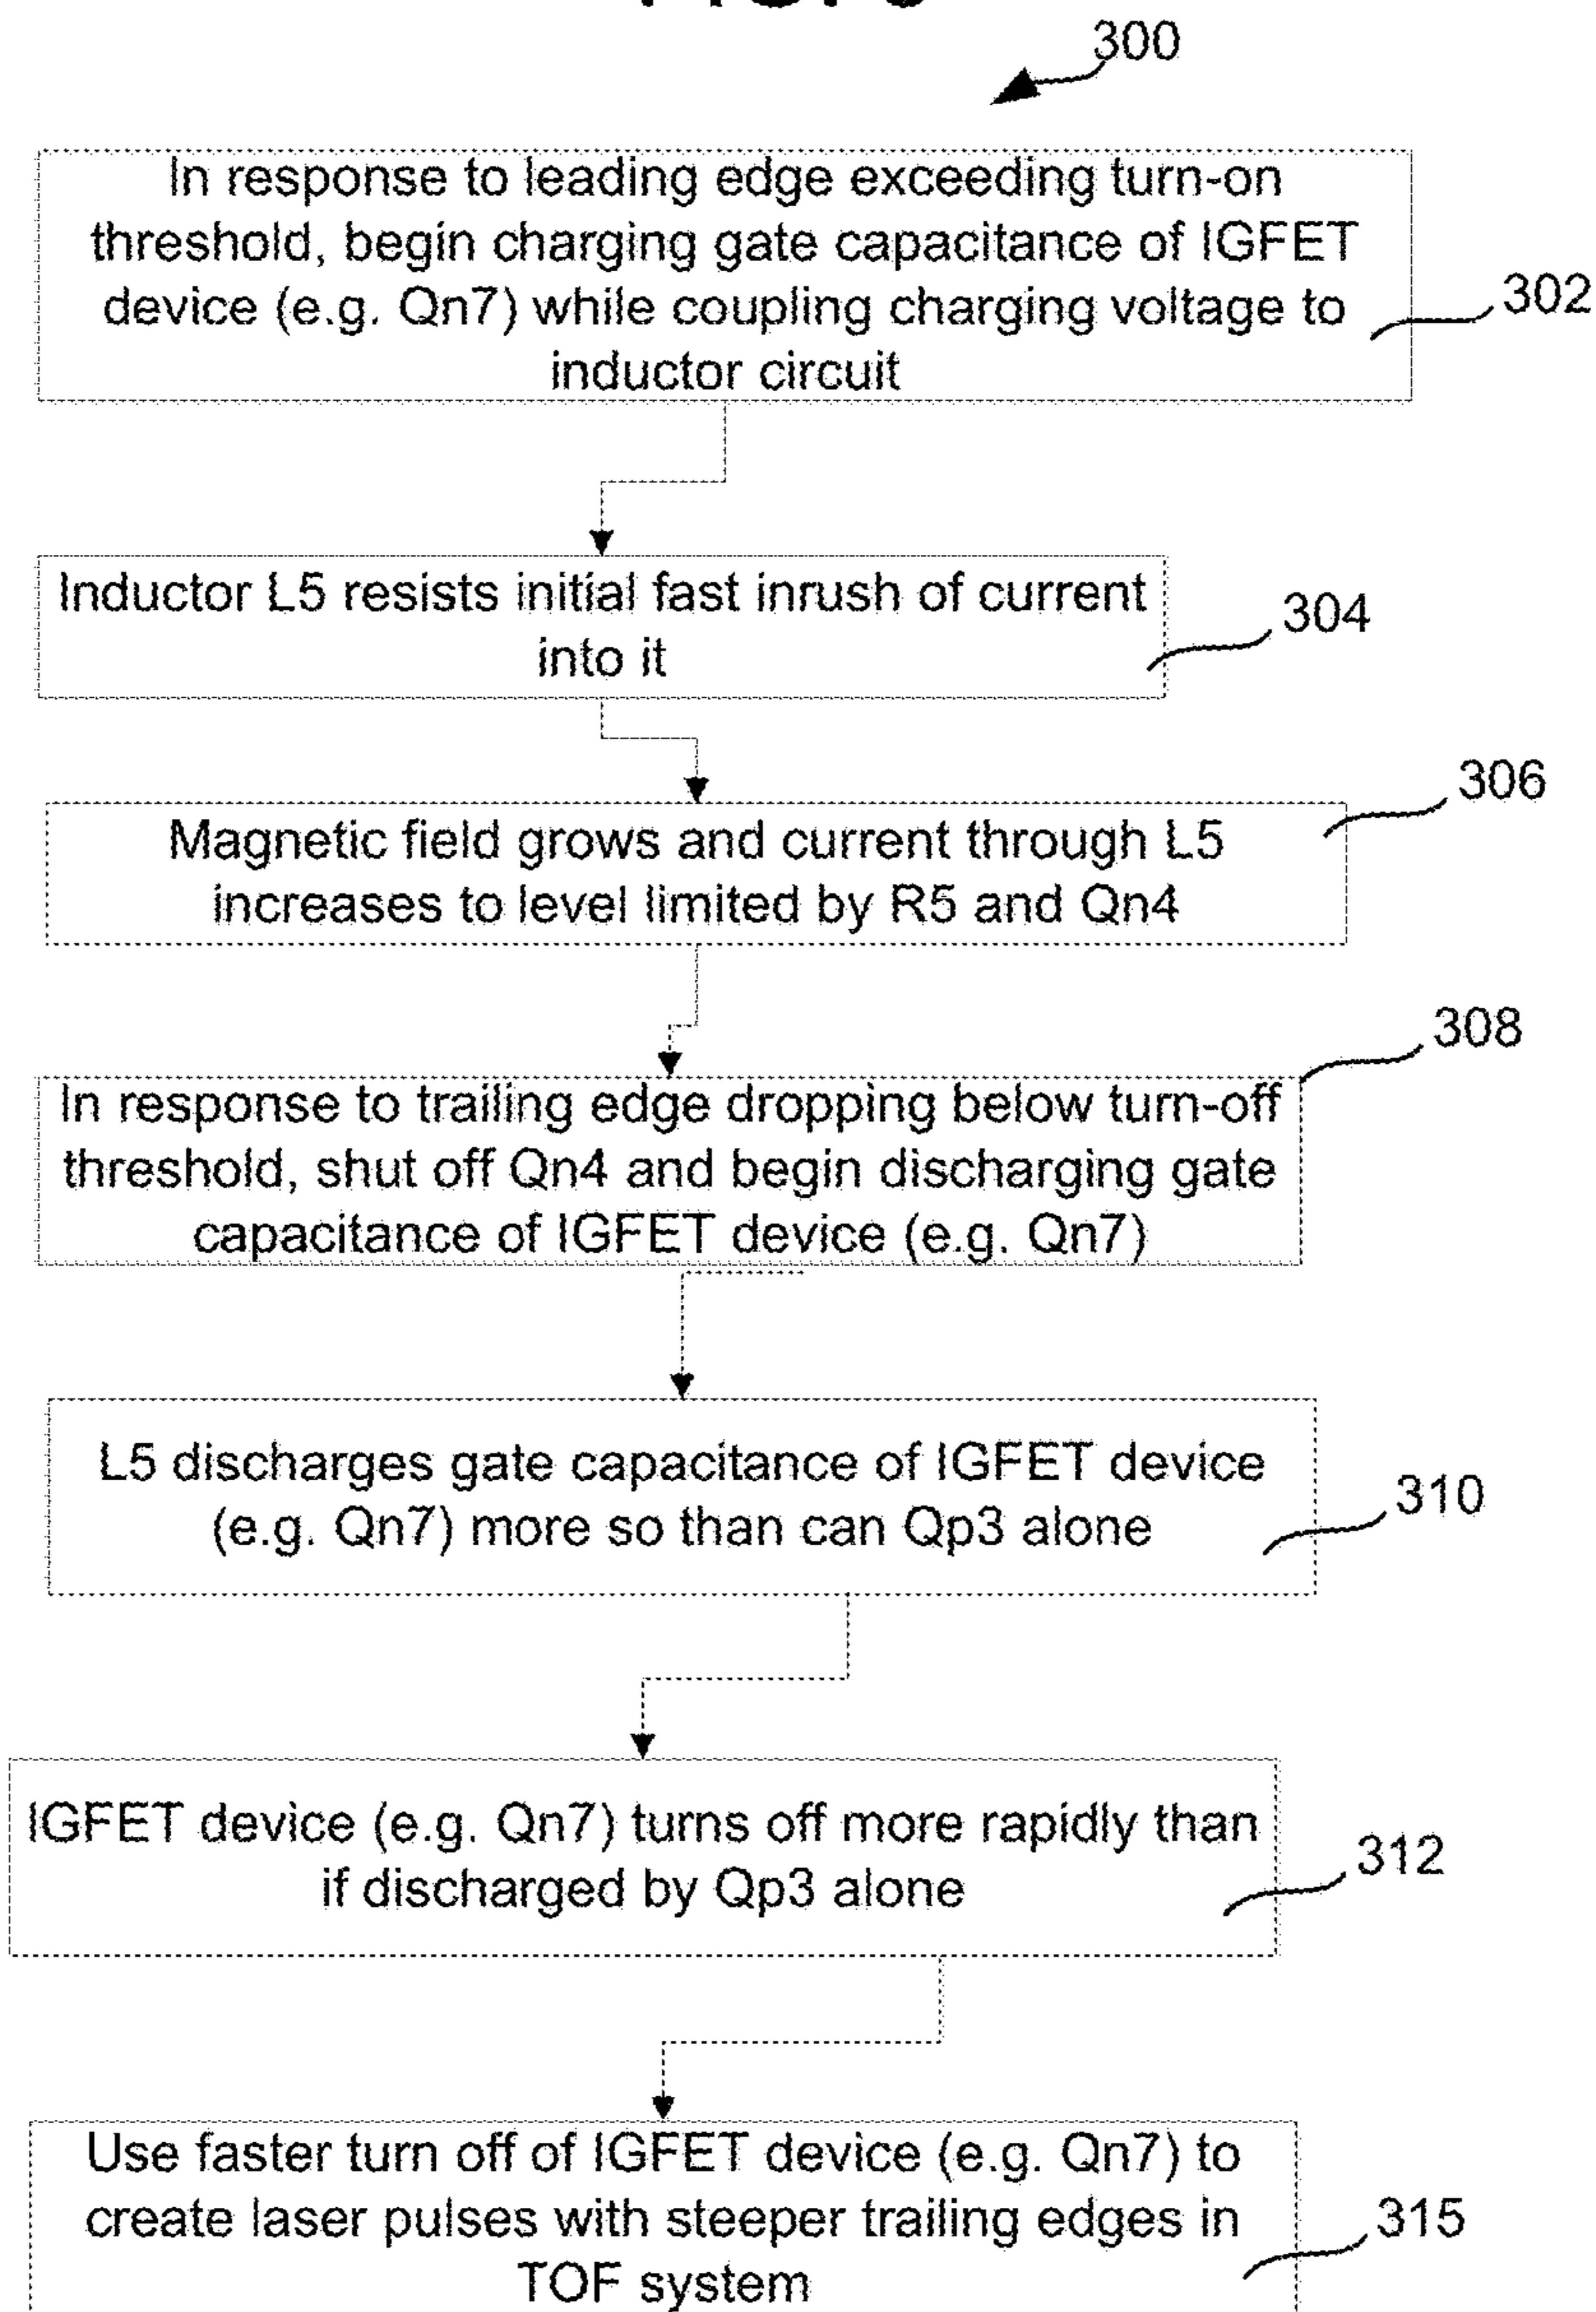 300
In response to leading edge exceeding turn-on
threshold, begin charging gate capacitance of IGFET
device (e.g. Qn7) while coupling charging voltage to
inductor circuit
302
Inductor L5 resists initial fast inrush of current
into it
304
Magnetic field grows and current through L5
increases to level limited by R5 and Qn4
306
In response to trailing edge dropping below turn-off
threshold, shut off Qn4 and begin discharging gate
capacitance of IGFET device (e.g. Qn7)
308
L5 discharges gate capacitance of IGFET device
(e.g. Qn7) more so than can Qp3 alone
310
IGFET device (e.g. Qn7) turns off more rapidly than
if discharged by Qp3 alone
312
Use faster turn off of IGFET device (e.g. Qn7) to
create laser pulses with steeper trailing edges in
TOF system
315